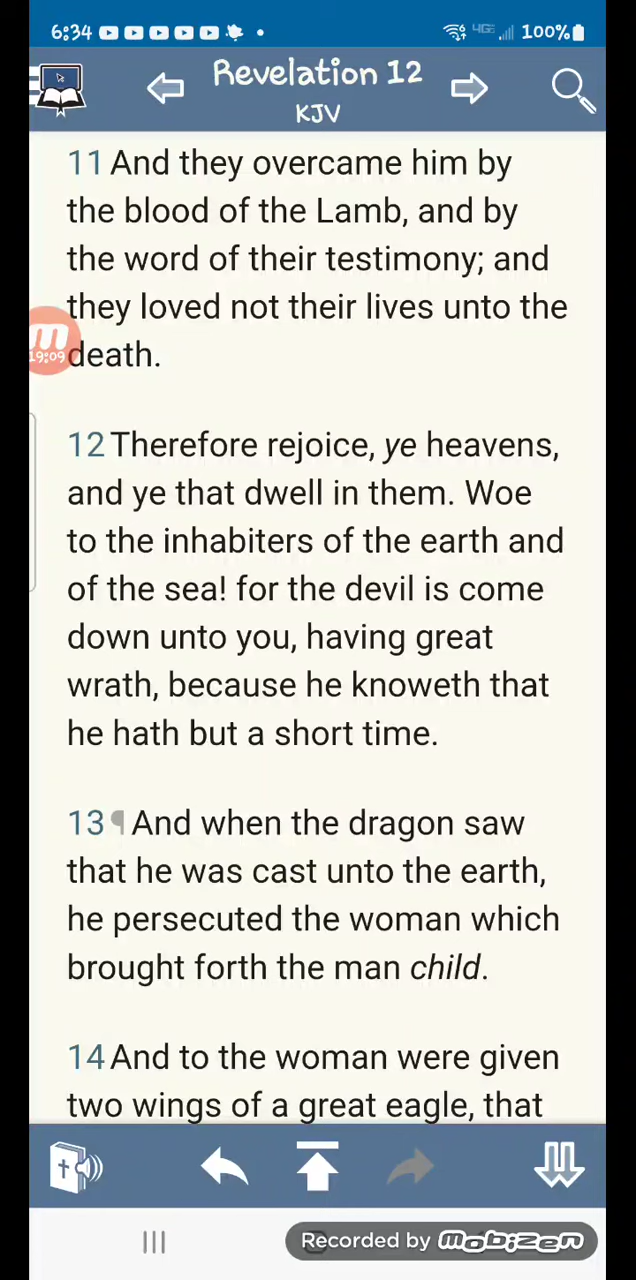 6:34 4GE 100%
Revelation 12
KJV
11 And they overcame him by
the blood of the Lamb, and by
the word of their testimony; and
they loved not their lives unto the
death.
19:09
12 Therefore rejoice, ye heavens,
and ye that dwell in them. Woe
to the inhabiters of the earth and
of the sea! for the devil is come
down unto you, having great
wrath, because he knoweth that
he hath but a short time.
13 ¶ And when the dragon saw
that he was cast unto the earth,
he persecuted the woman which
brought forth the man child.
14 And to the woman were given
two wings of a great eagle, that
Recorded by mobizen